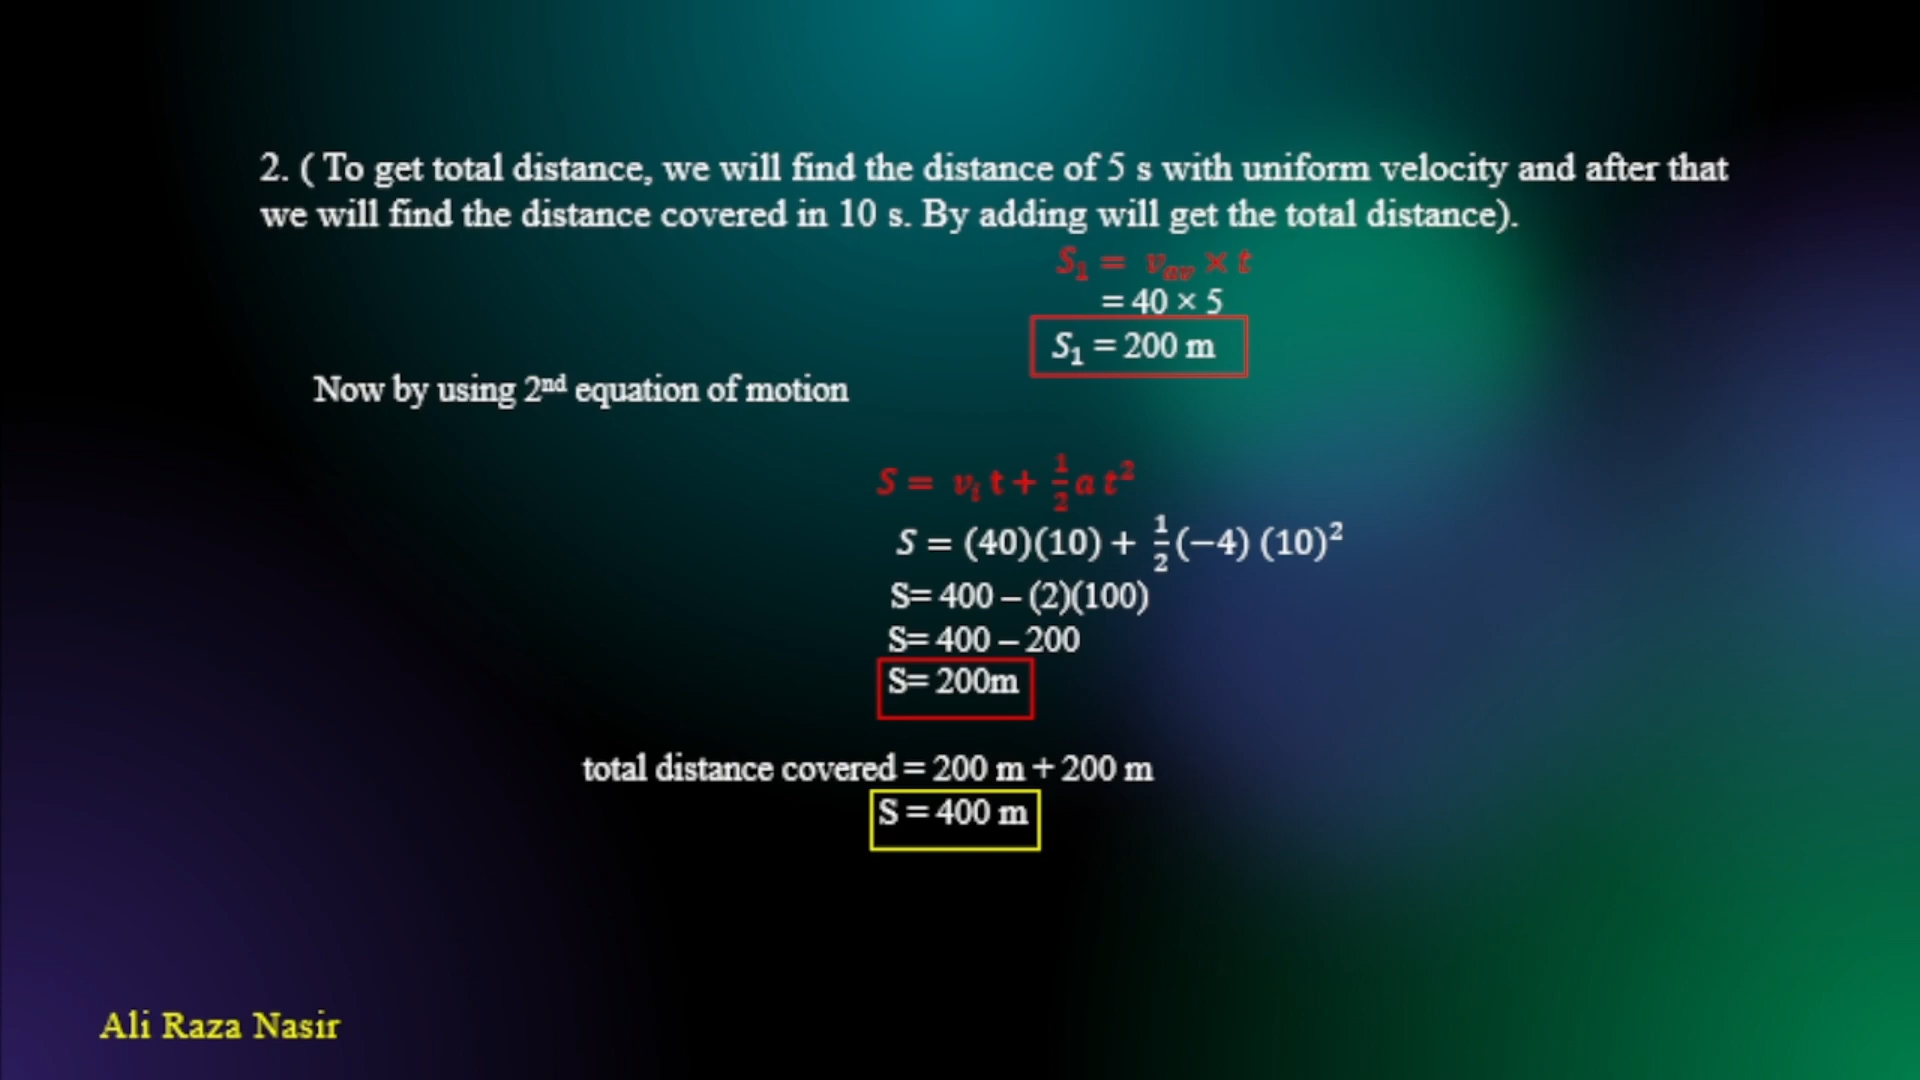 2. ( To get total distance, we will find the distance of 5 s with uniform velocity and after that
we will find the distance covered in 10 s. By adding will get the total distance).
S₁ = vₐᵥ × t
= 40 × 5
S₁ = 200 m
Now by using 2ⁿᵈ equation of motion
S = vᵢ t + ½ a t²
S = (40)(10) + ½ (−4) (10)²
S= 400 – (2)(100)
S= 400 – 200
S= 200m
total distance covered = 200 m + 200 m
S = 400 m
Ali Raza Nasir